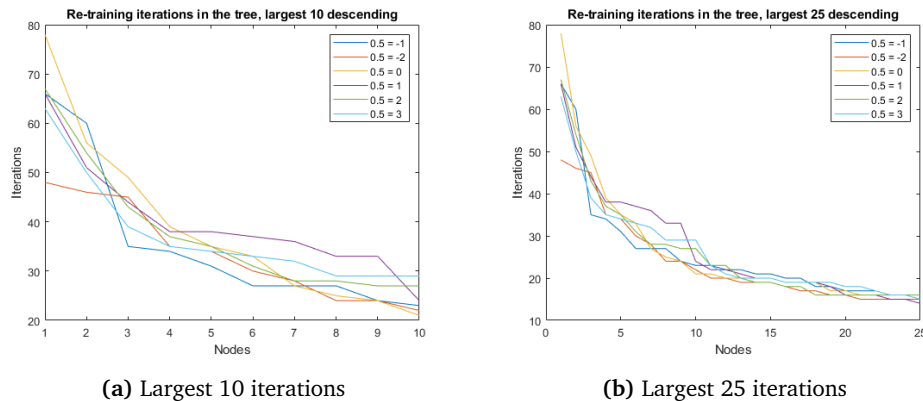 Re-training iterations in the tree, largest 10 descending
80
70
60
50
40
30
20
Iterations
1 2 3 4 5 6 7 8 9 10
Nodes
0.5 = -1
0.5 = -2
0.5 = 0
0.5 = 1
0.5 = 2
0.5 = 3
(a) Largest 10 iterations
Re-training iterations in the tree, largest 25 descending
80
70
60
50
40
30
20
10
Iterations
0 5 10 15 20 25
Nodes
0.5 = -1
0.5 = -2
0.5 = 0
0.5 = 1
0.5 = 2
0.5 = 3
(b) Largest 25 iterations